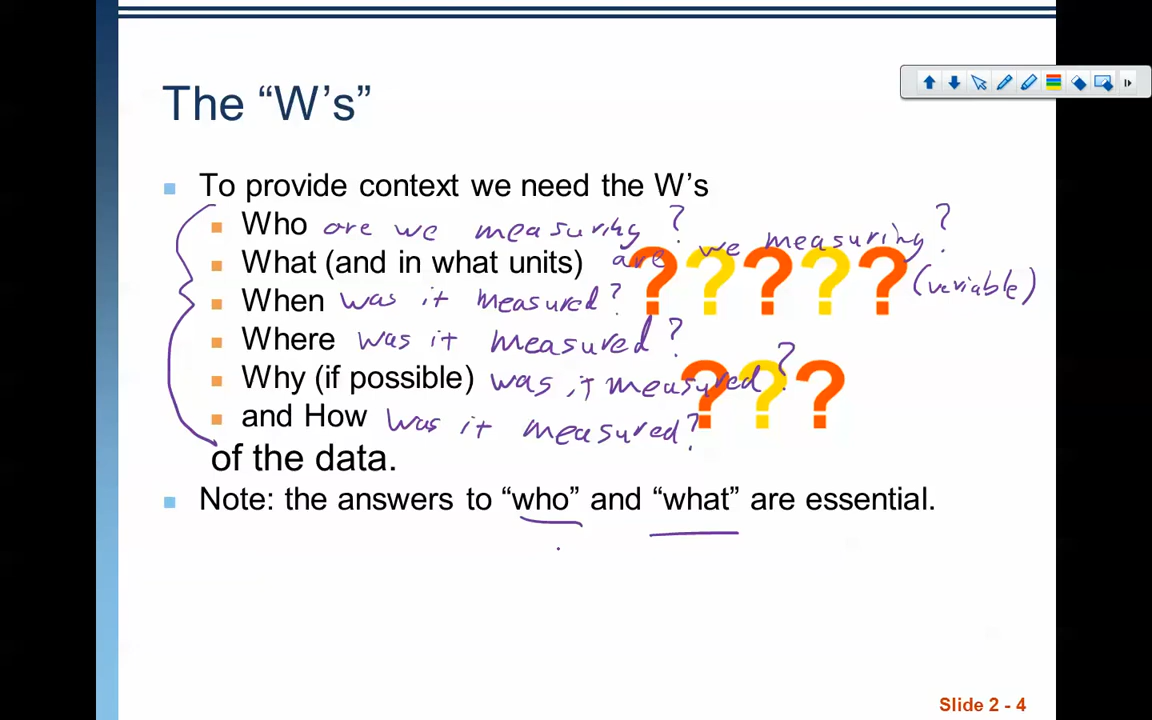 The “W’s”
To provide context we need the W’s
Who are we measuring?
What (and in what units) are we measuring? (variable)
When was it measured?
Where was it measured?
Why (if possible) was it measured?
and How was it measured?
of the data.
Note: the answers to “who” and “what” are essential.
Slide 2 - 4